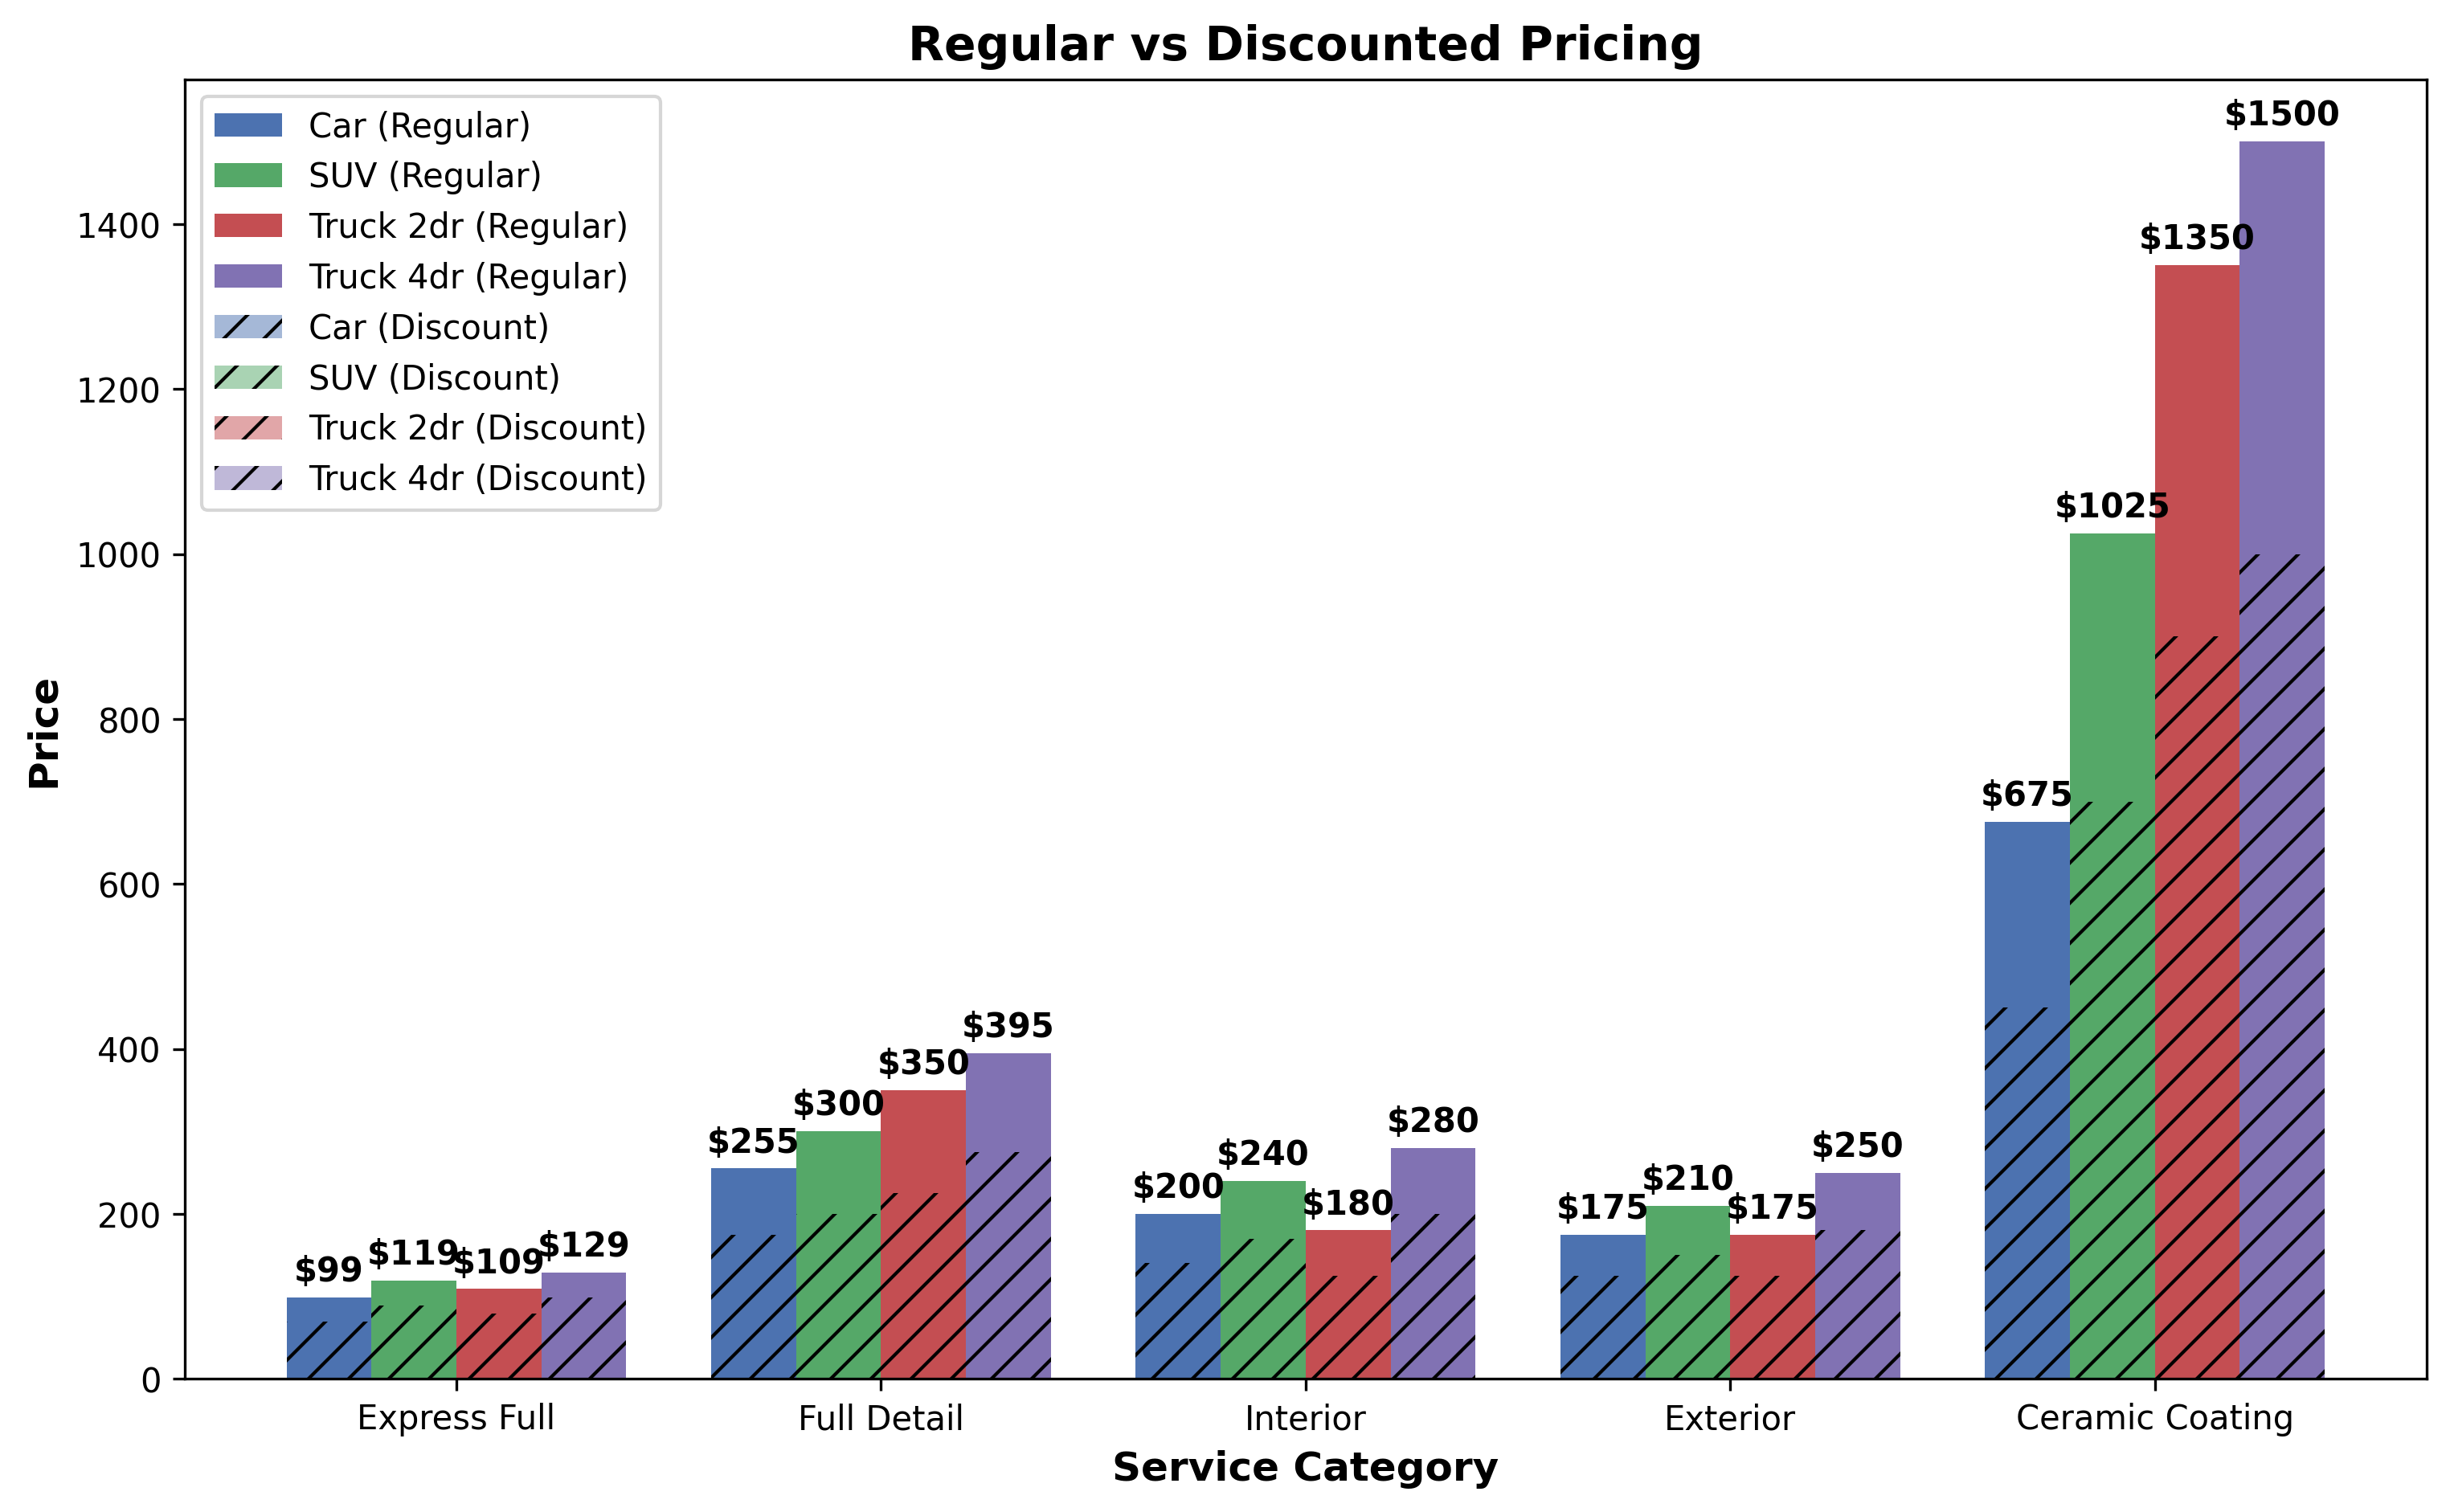 Regular vs Discounted Pricing
Car (Regular)
SUV (Regular)
Truck 2dr (Regular)
Truck 4dr (Regular)
Car (Discount)
SUV (Discount)
Truck 2dr (Discount)
Truck 4dr (Discount)
Price
1400
1200
1000
800
600
400
200
0
$99
$119
$109
$129
$255
$300
$350
$395
$200
$240
$180
$280
$175
$210
$175
$250
$675
$1025
$1350
$1500
Express Full
Full Detail
Interior
Exterior
Ceramic Coating
Service Category